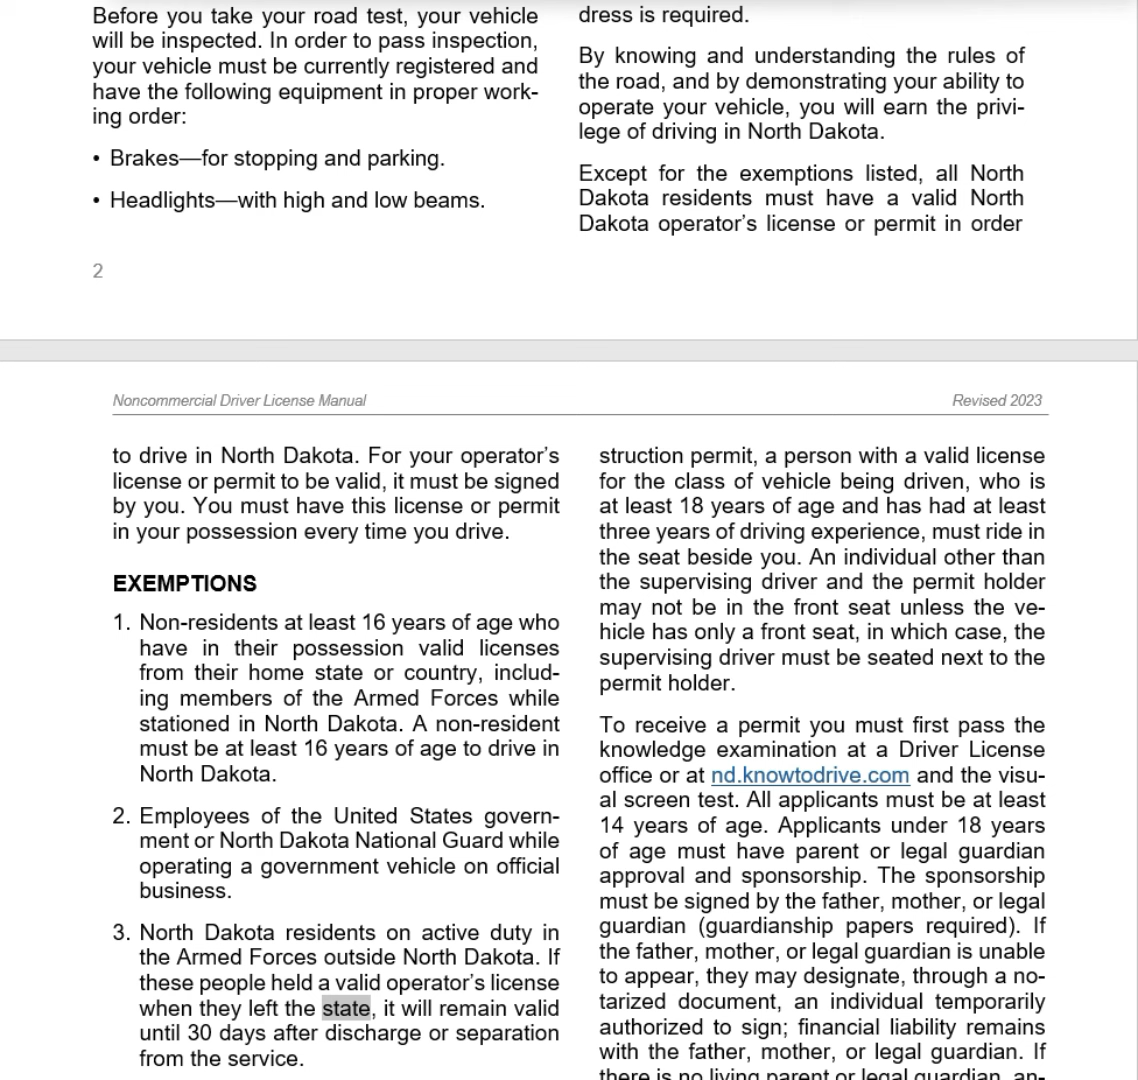 Before you take your road test, your vehicle
will be inspected. In order to pass inspection,
your vehicle must be currently registered and
have the following equipment in proper work-
ing order:
• Brakes—for stopping and parking.
• Headlights—with high and low beams.
dress is required.
By knowing and understanding the rules of
the road, and by demonstrating your ability to
operate your vehicle, you will earn the privi-
lege of driving in North Dakota.
Except for the exemptions listed, all North
Dakota residents must have a valid North
Dakota operator’s license or permit in order
2
Noncommercial Driver License Manual
Revised 2023
to drive in North Dakota. For your operator’s
license or permit to be valid, it must be signed
by you. You must have this license or permit
in your possession every time you drive.
EXEMPTIONS
1. Non-residents at least 16 years of age who
have in their possession valid licenses
from their home state or country, includ-
ing members of the Armed Forces while
stationed in North Dakota. A non-resident
must be at least 16 years of age to drive in
North Dakota.
2. Employees of the United States govern-
ment or North Dakota National Guard while
operating a government vehicle on official
business.
3. North Dakota residents on active duty in
the Armed Forces outside North Dakota. If
these people held a valid operator’s license
when they left the state, it will remain valid
until 30 days after discharge or separation
from the service.
struction permit, a person with a valid license
for the class of vehicle being driven, who is
at least 18 years of age and has had at least
three years of driving experience, must ride in
the seat beside you. An individual other than
the supervising driver and the permit holder
may not be in the front seat unless the ve-
hicle has only a front seat, in which case, the
supervising driver must be seated next to the
permit holder.
To receive a permit you must first pass the
knowledge examination at a Driver License
office or at nd.knowtodrive.com and the visu-
al screen test. All applicants must be at least
14 years of age. Applicants under 18 years
of age must have parent or legal guardian
approval and sponsorship. The sponsorship
must be signed by the father, mother, or legal
guardian (guardianship papers required). If
the father, mother, or legal guardian is unable
to appear, they may designate, through a no-
tarized document, an individual temporarily
authorized to sign; financial liability remains
with the father, mother, or legal guardian. If
there is no living parent or legal guardian, an-